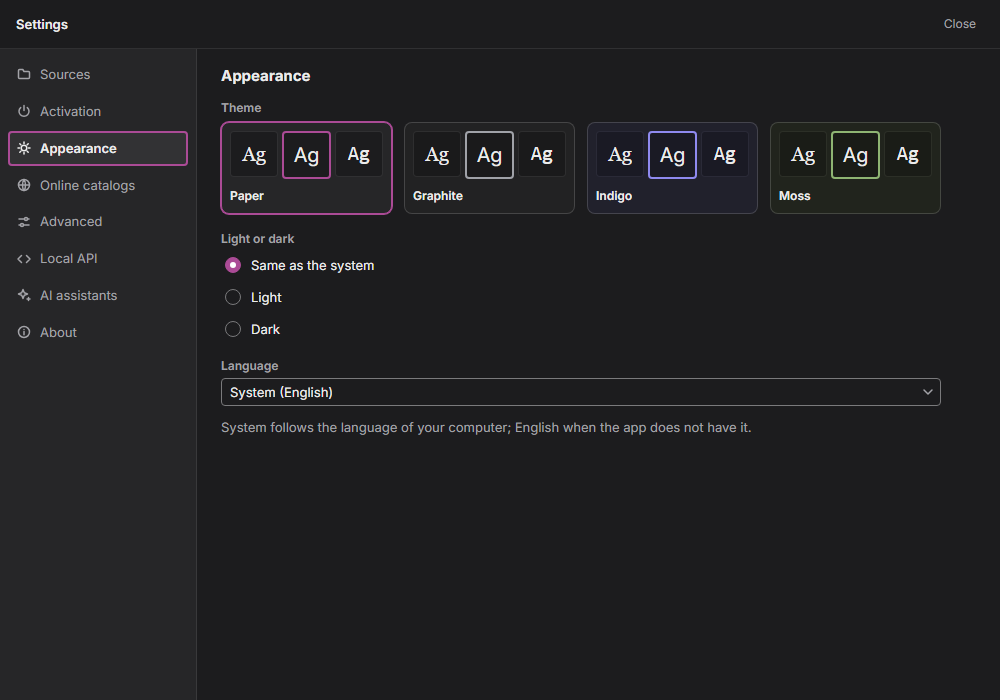 Settings
Close
Sources
Activation
Appearance
Online catalogs
Advanced
Local API
AI assistants
About
Appearance
Theme
Ag Ag Ag
Paper
Ag Ag Ag
Graphite
Ag Ag Ag
Indigo
Ag Ag Ag
Moss
Light or dark
Same as the system
Light
Dark
Language
System (English)
System follows the language of your computer; English when the app does not have it.